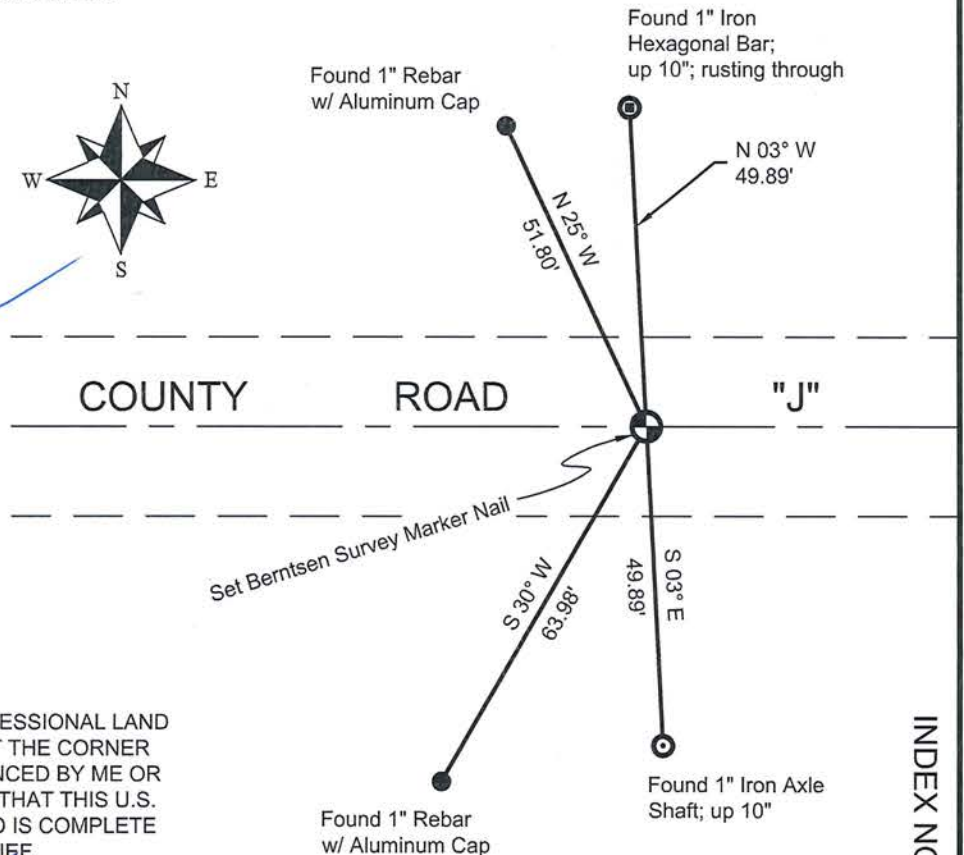 Found 1" Iron
Hexagonal Bar;
up 10"; rusting through
Found 1" Rebar
w/ Aluminum Cap
N
W
E
S
N 03° W
49.89'
N 25° W
51.80'
COUNTY ROAD "J"
Set Berntsen Survey Marker Nail
S 30° W
63.98'
S 03° E
49.89'
ESSIONAL LAND
THE CORNER
NCED BY ME OR
THAT THIS U.S.
IS COMPLETE
Found 1" Iron Axle
Shaft; up 10"
Found 1" Rebar
w/ Aluminum Cap
INDEX